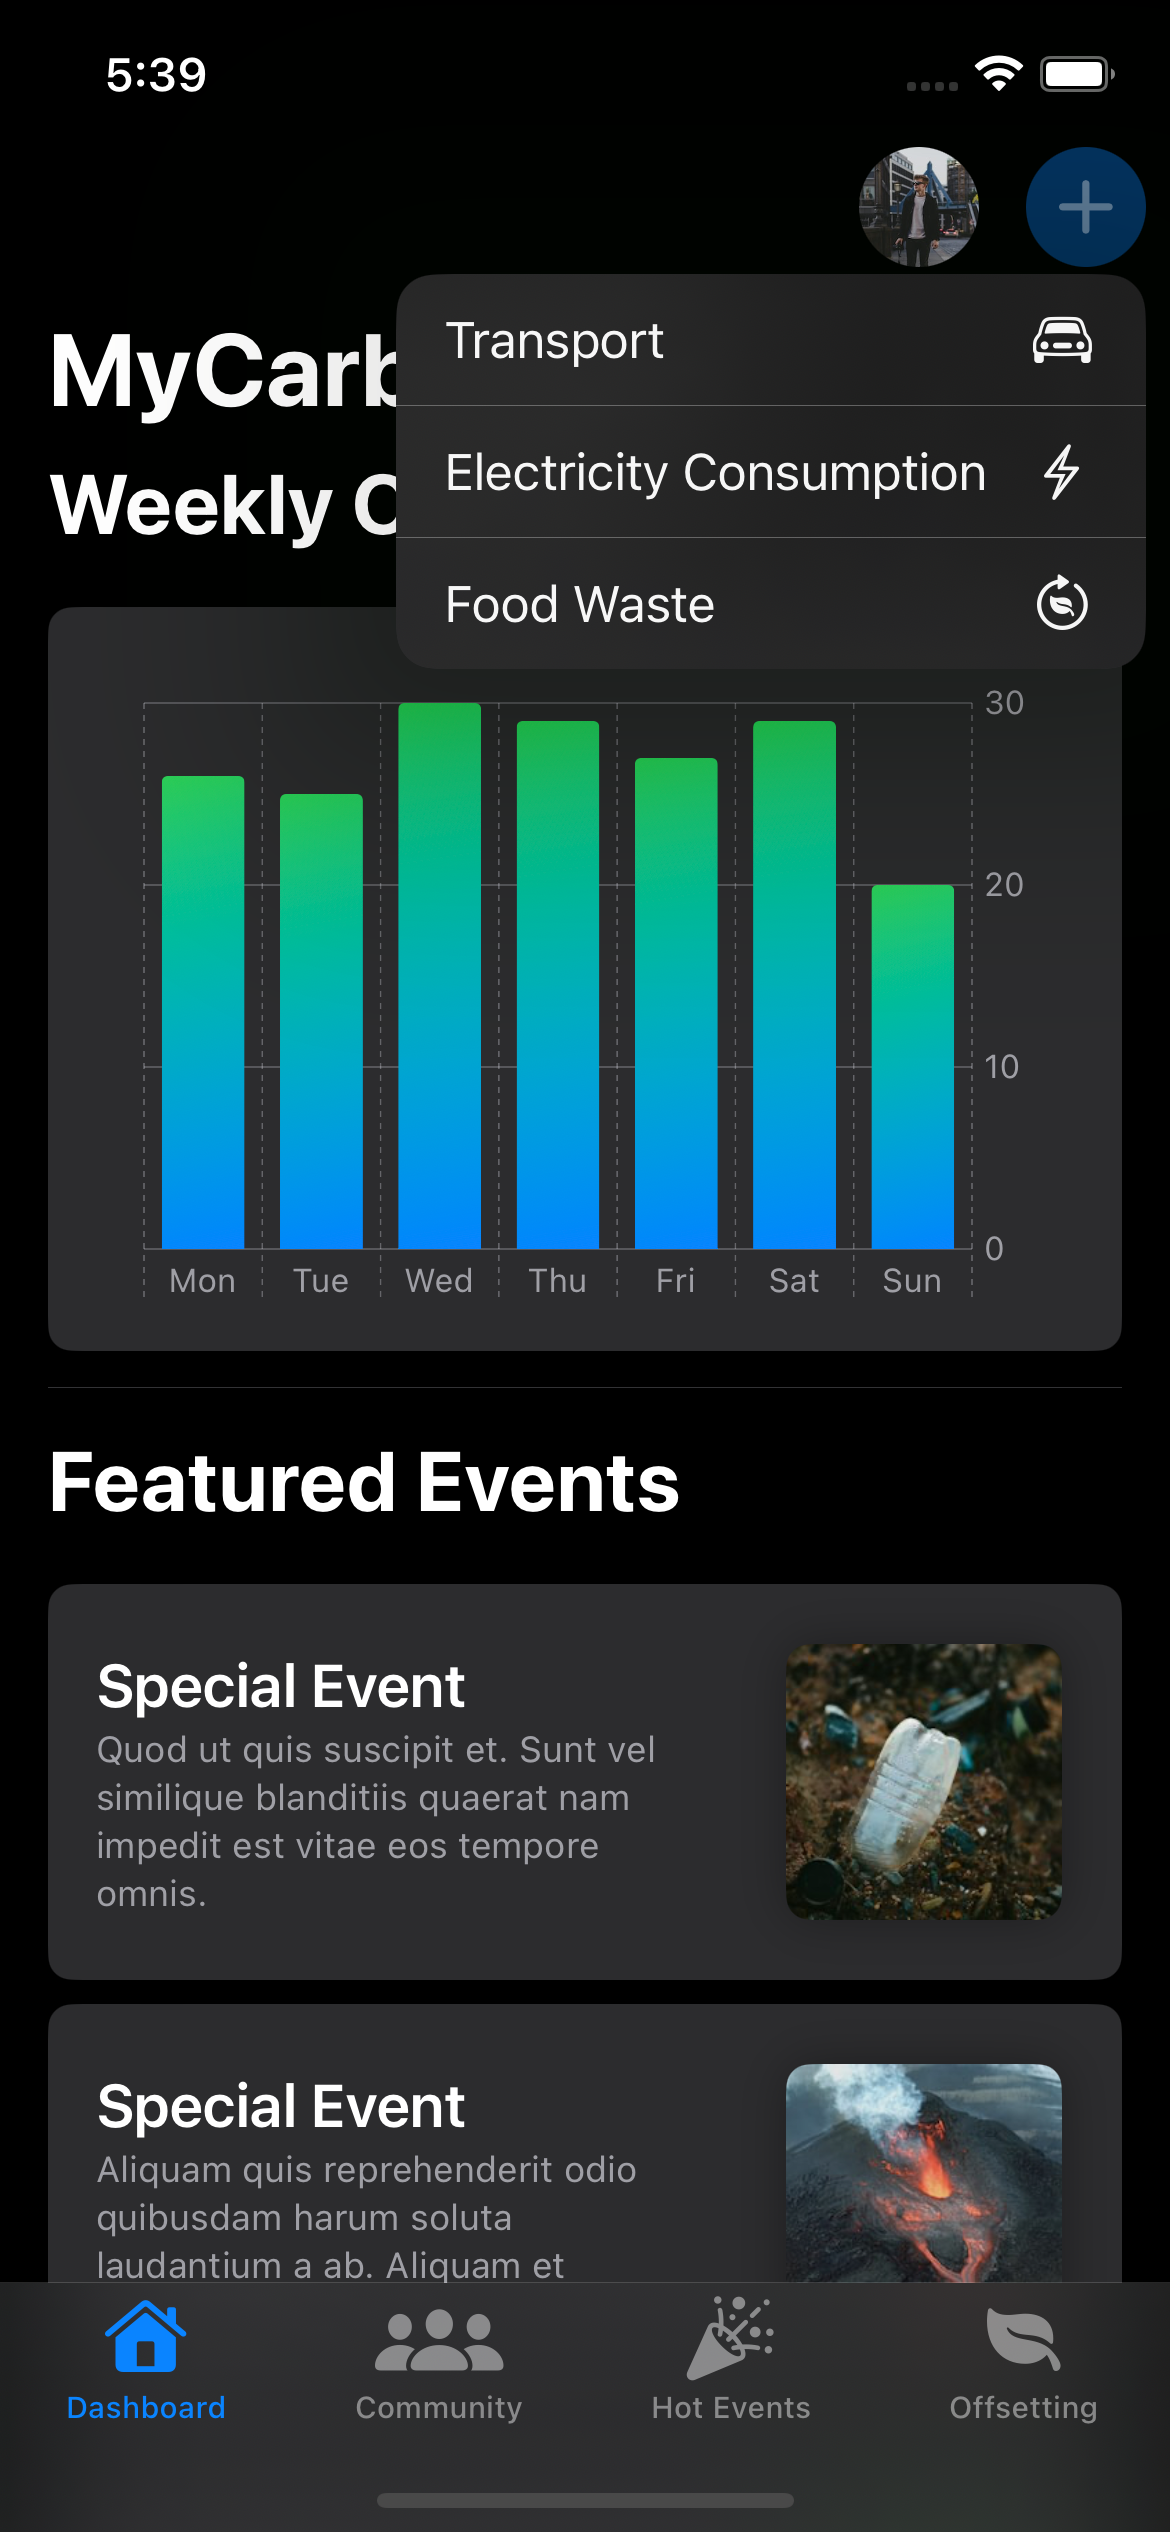 5:39
Transport
Electricity Consumption
Food Waste
MyCarb
Weekly
30
20
10
0
Mon Tue Wed Thu Fri Sat Sun
Featured Events
Special Event
Quod ut quis suscipit et. Sunt vel
similique blanditiis quaerat nam
impedit est vitae eos tempore
omnis.
Special Event
Aliquam quis reprehenderit odio
quibusdam harum soluta
laudantium a ab. Aliquam et
Dashboard Community Hot Events Offsetting